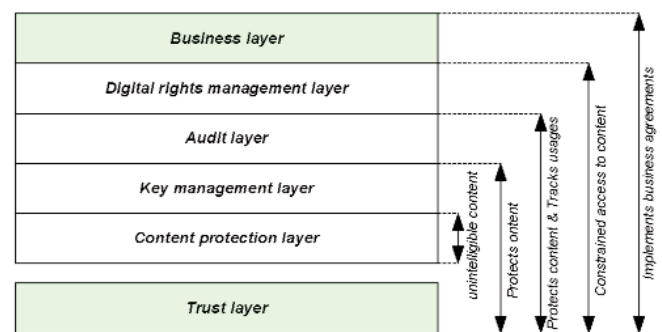 Business layer
Digital rights management layer
Audit layer
Key management layer
Content protection layer
Trust layer
unintelligible content
Protects ontent
Protects content & Tracks usages
Constrained access to content
Implements business agreements